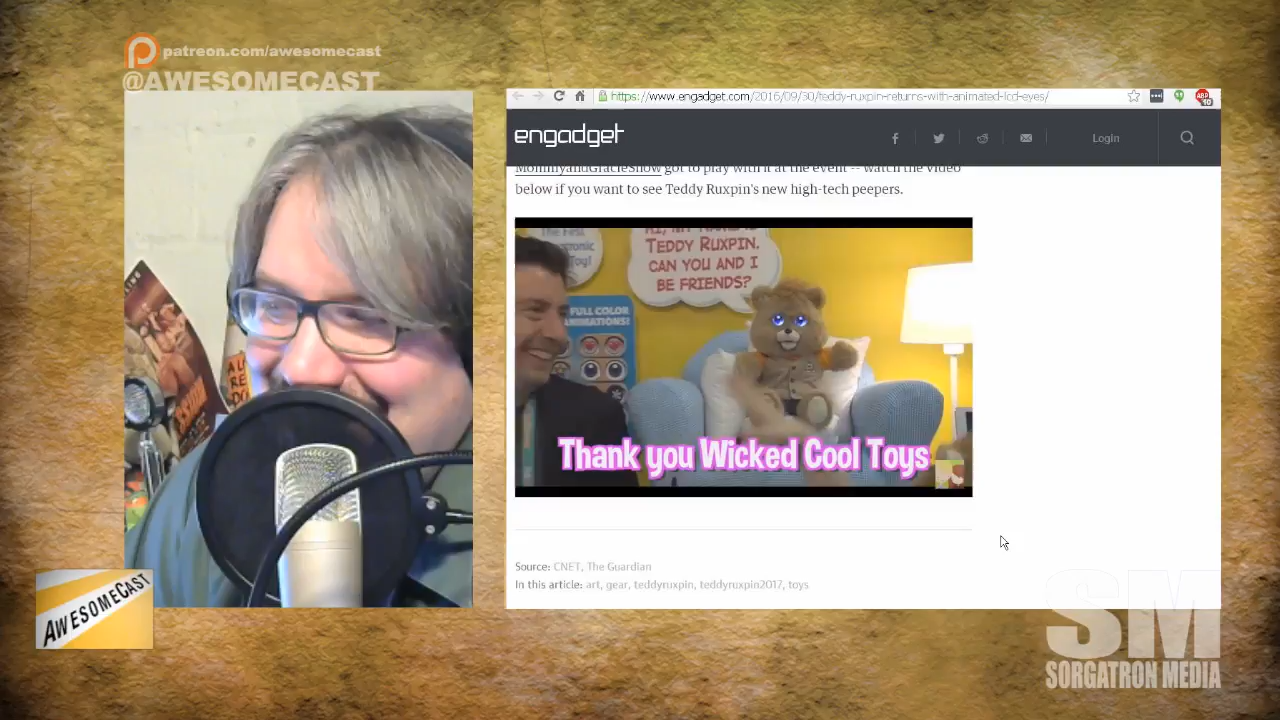 patreon.com/awesomecast
@AWESOMECAST
https://www.engadget.com/2016/09/30/teddy-ruxpin-returns-with-animated-lcd-eyes/
engadget
Login
MommyandGracieShow got to play with it at the event -- watch the video
below if you want to see Teddy Ruxpin's new high-tech peepers.
The First
Toy!
HI, MY NAME IS
TEDDY RUXPIN.
CAN YOU AND I
BE FRIENDS?
FULL COLOR
ANIMATIONS!
Thank you Wicked Cool Toys
Source: CNET, The Guardian
In this article: art, gear, teddyruxpin, teddyruxpin2017, toys
AWESOMECAST
SM
SORGATRON MEDIA